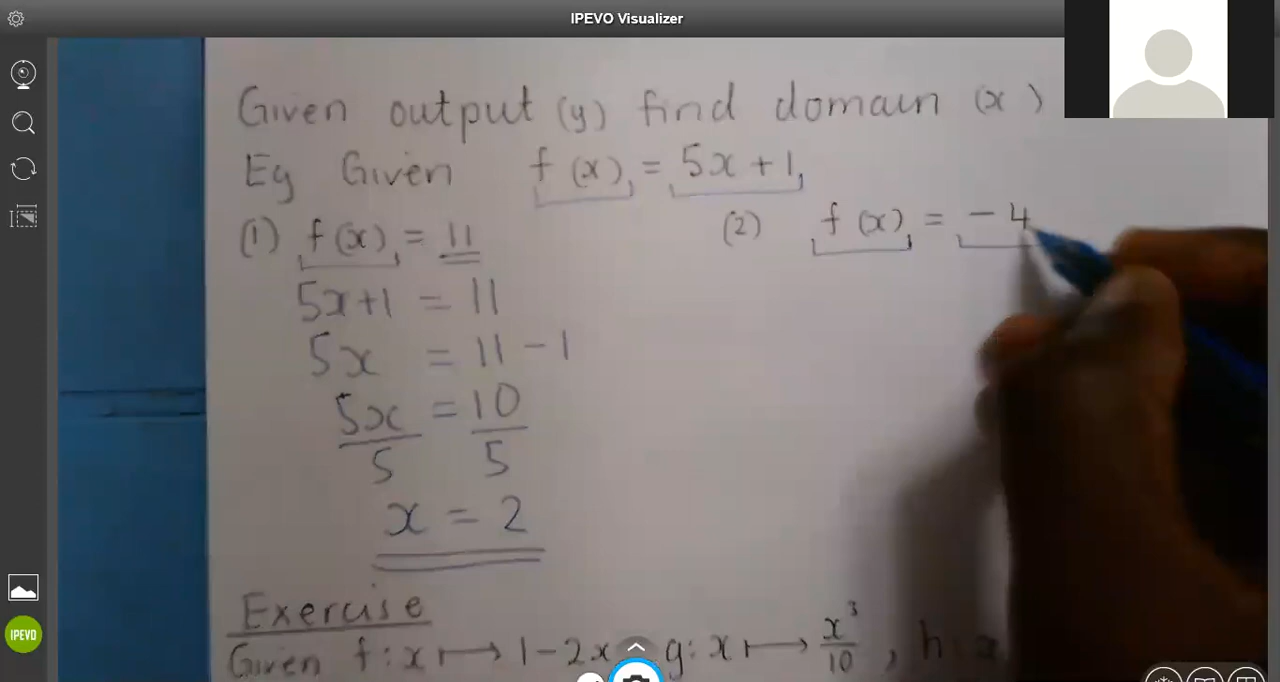 IPEVO Visualizer
Given output (y) find domain (x)
Eg Given f(x) = 5x + 1,
(1) f(x) = 11
(2) f(x) = - 4
5x+1 = 11
5x = 11 - 1
5x/5 = 10/5
x = 2
Exercise
Given f : x ↦ 1-2x g: x ↦ x³/10 , h : x
IPEVO